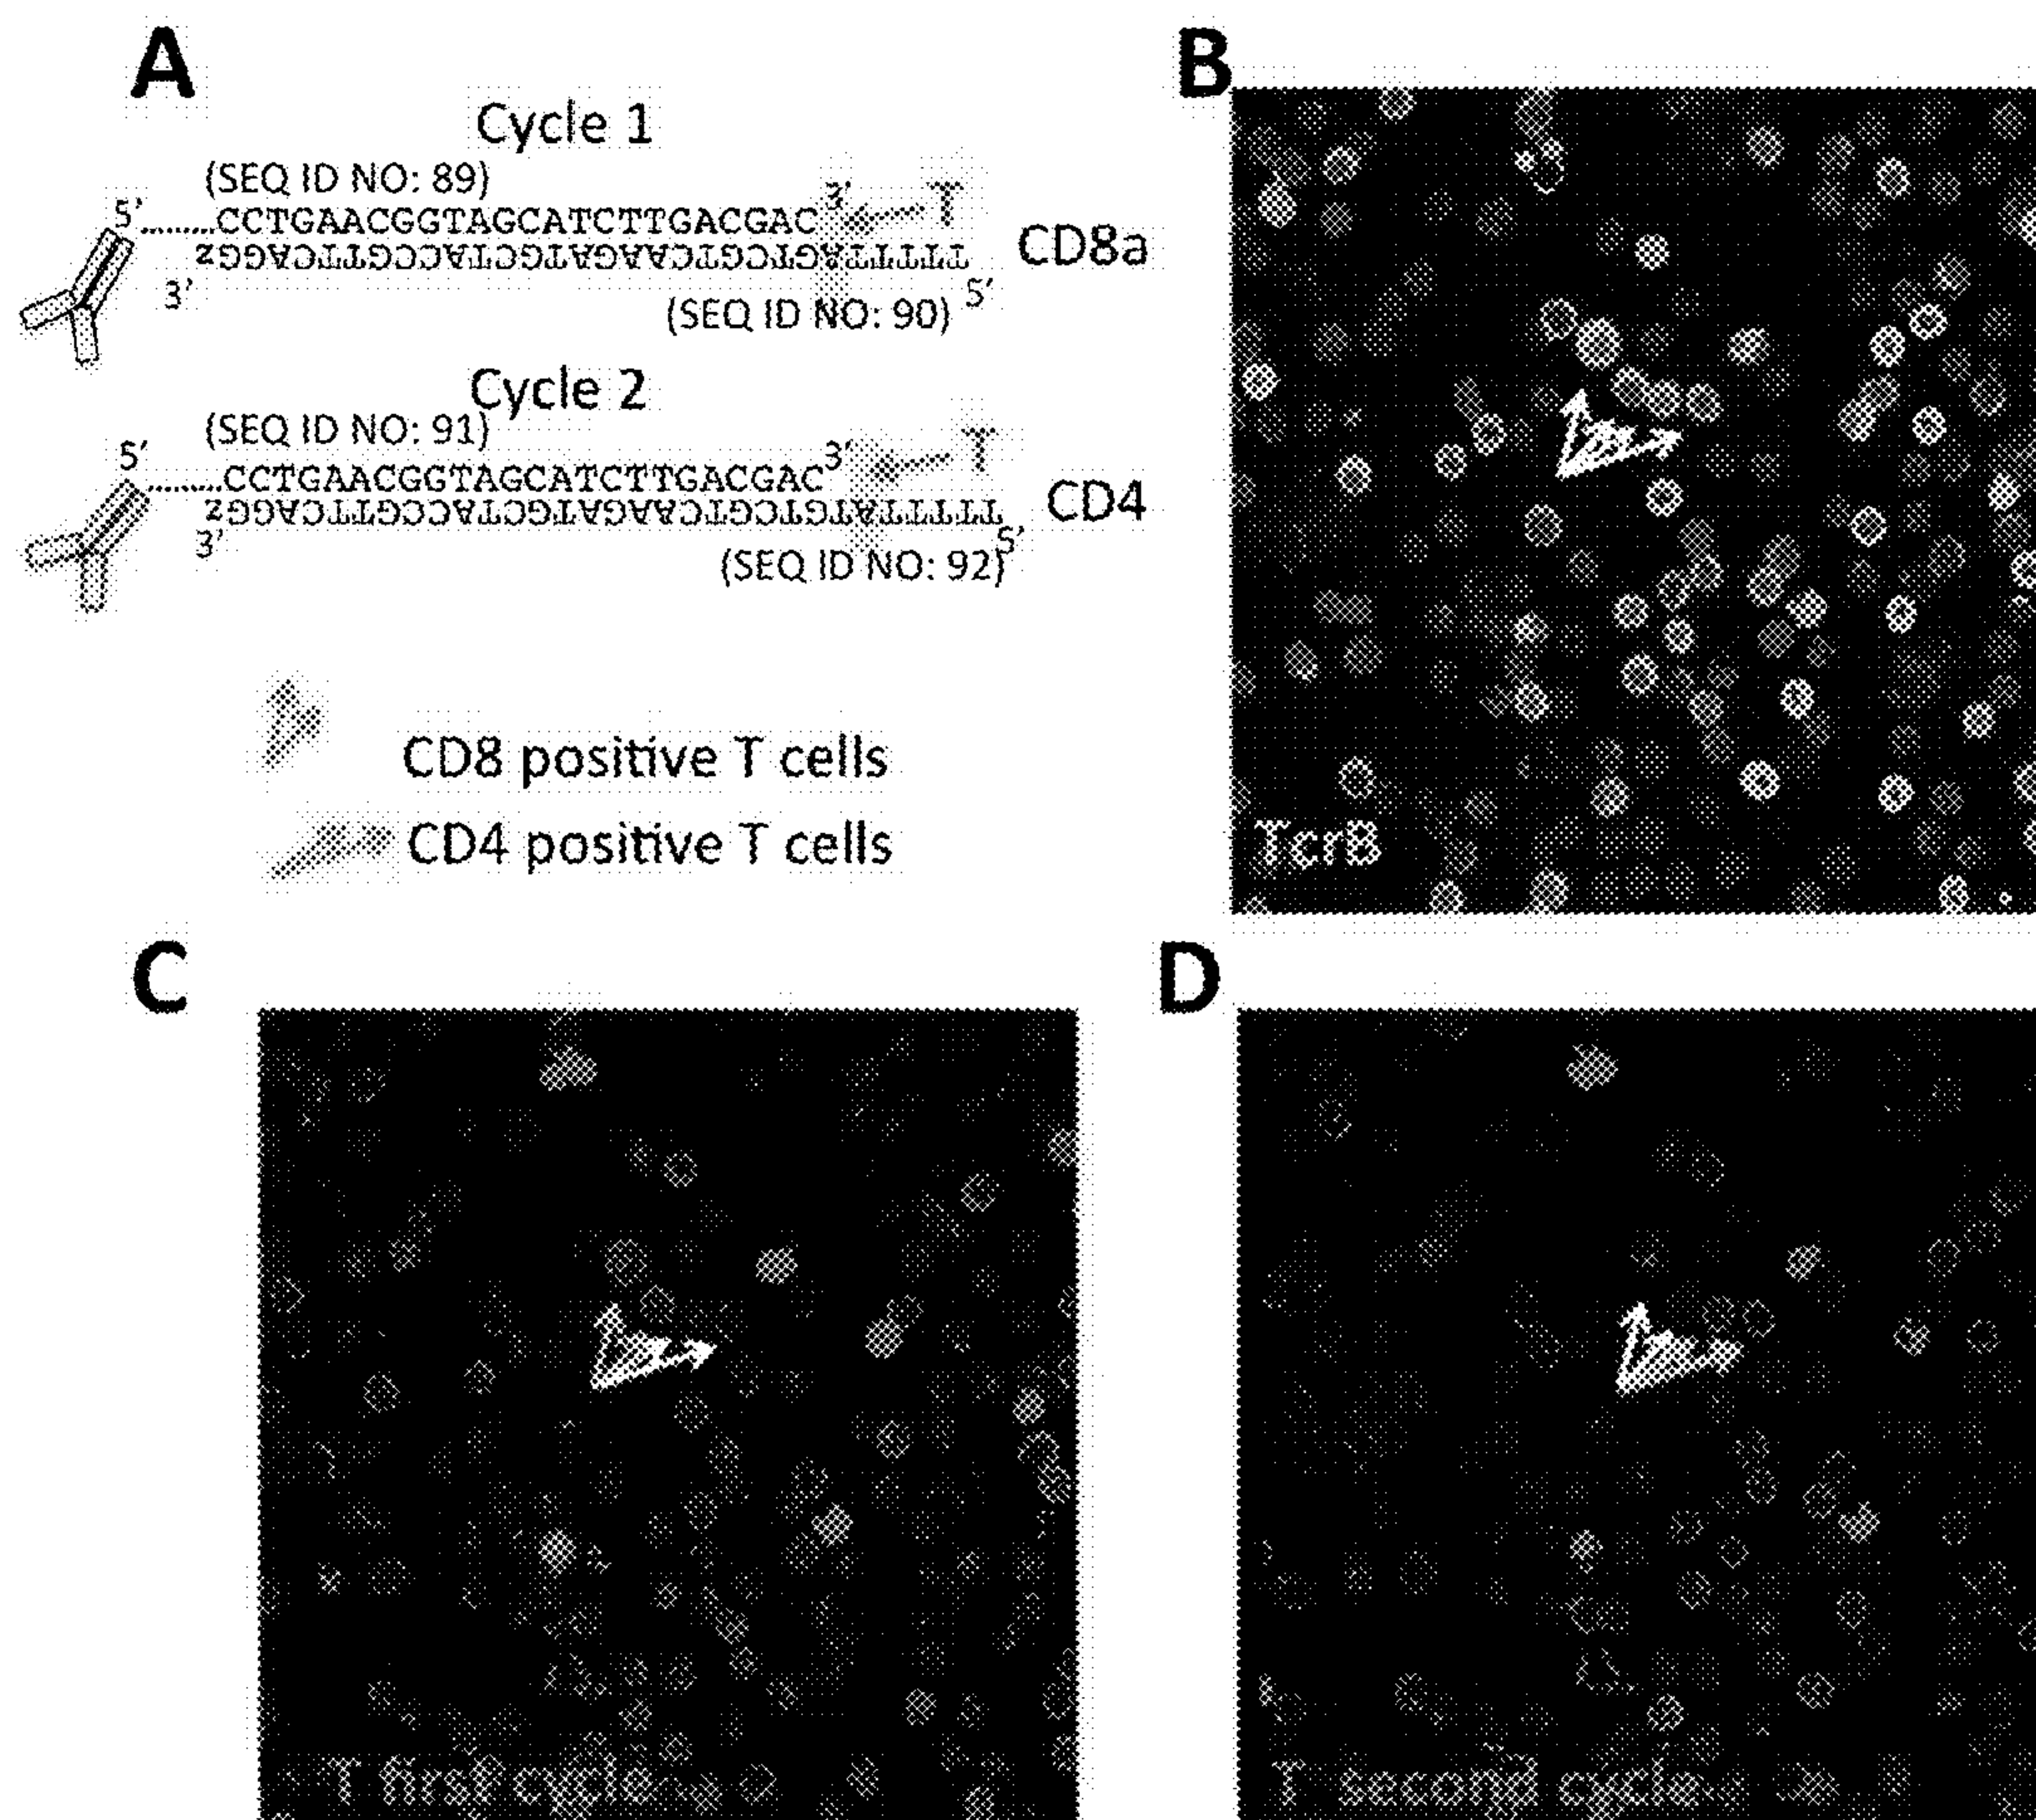 A
Cycle 1
(SEQ ID NO: 89)
5' ........CCTGAACGGTAGCATCTTGACGAC 3' T
TTTTTAGTCGTCAAGATGCTACCGTTCAGGz
CD8a
3' 5'
(SEQ ID NO: 90)
Cycle 2
(SEQ ID NO: 91)
5' ........CCTGAACGGTAGCATCTTGACGAC 3' T
TTTTTATGTCGTCAAGATGCTACCGTTCAGGz
CD4
3' 5'
(SEQ ID NO: 92)
CD8 positive T cells
CD4 positive T cells
B
TcrB
C
T first cycle
D
T second cycle